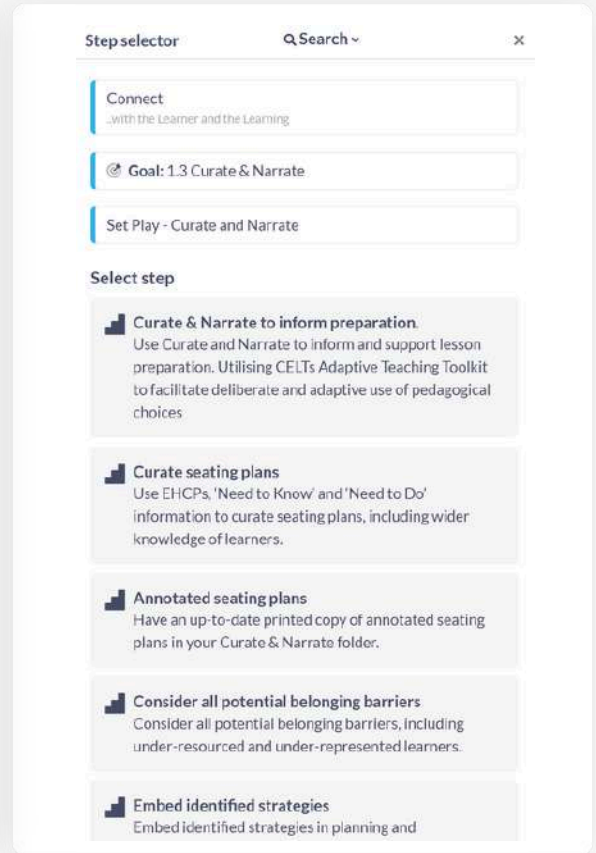 Step selector Search ×
Connect
..with the Learner and the Learning
Goal: 1.3 Curate & Narrate
Set Play - Curate and Narrate
Select step
Curate & Narrate to inform preparation.
Use Curate and Narrate to inform and support lesson
preparation. Utilising CELTs Adaptive Teaching Toolkit
to facilitate deliberate and adaptive use of pedagogical
choices
Curate seating plans
Use EHCPs, 'Need to Know' and 'Need to Do'
information to curate seating plans, including wider
knowledge of learners.
Annotated seating plans
Have an up-to-date printed copy of annotated seating
plans in your Curate & Narrate folder.
Consider all potential belonging barriers
Consider all potential belonging barriers, including
under-resourced and under-represented learners.
Embed identified strategies
Embed identified strategies in planning and